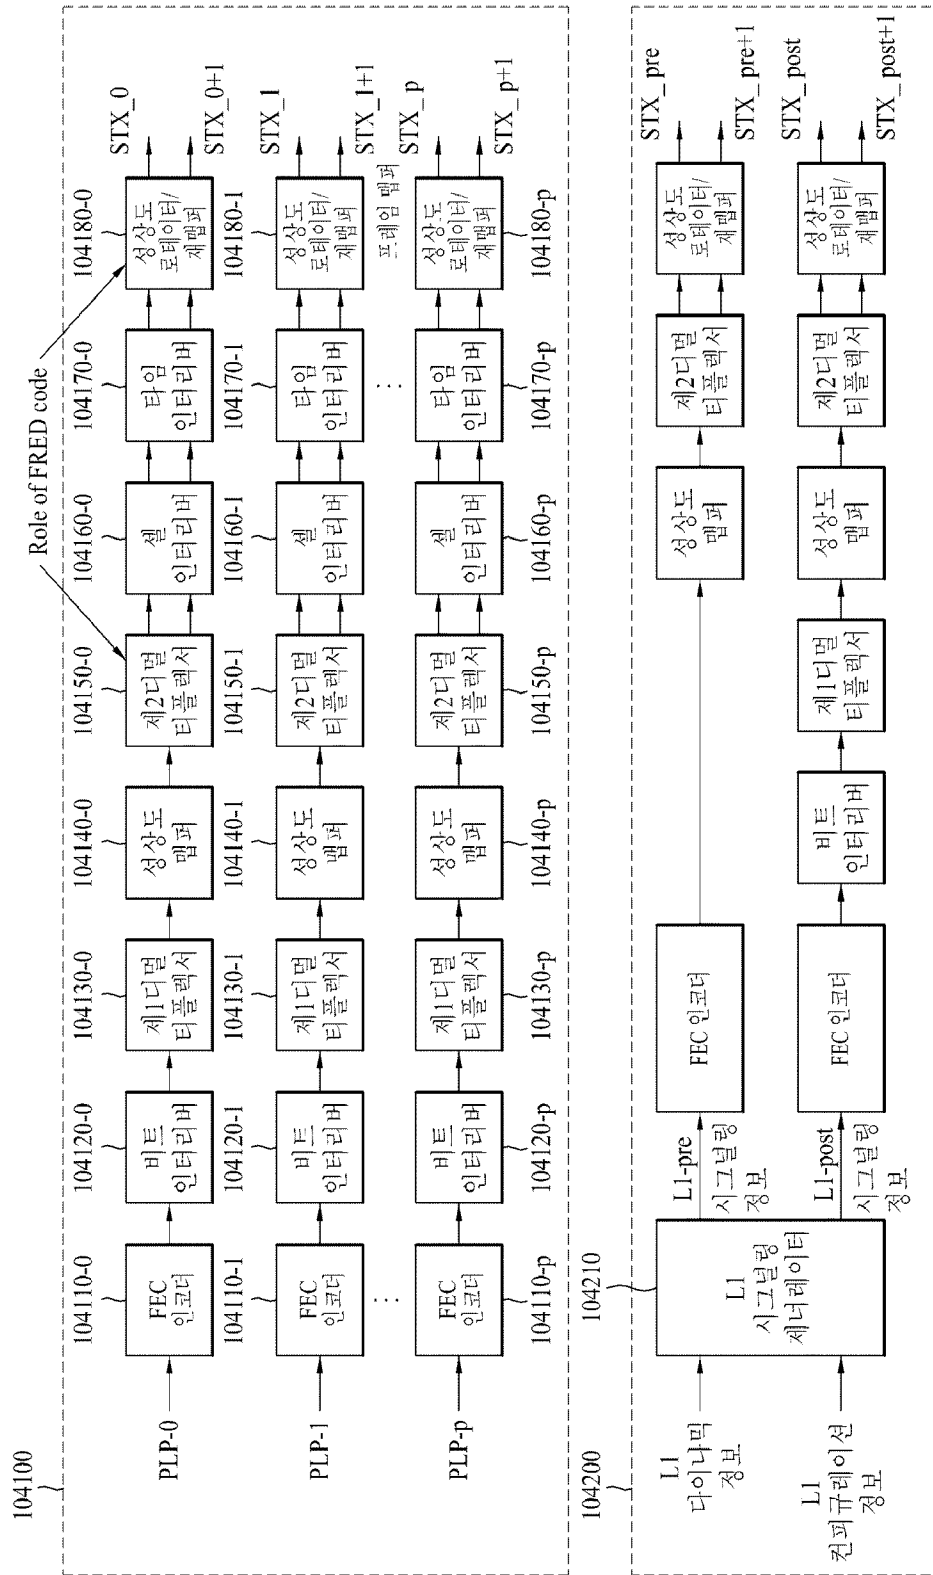 104100
Role of FRED code
104110-0
104120-0
104130-0
104140-0
104150-0
104160-0
104170-0
104180-0
PLP-0
FEC
인코더
비트
인터리버
제1디멀
티플렉서
성상도
맵퍼
제2디멀
티플렉서
셀
인터리버
타임
인터리버
성상도
로테이터/
재맵퍼
STX_0
STX_0+1
104110-1
104120-1
104130-1
104140-1
104150-1
104160-1
104170-1
104180-1
PLP-1
FEC
인코더
비트
인터리버
제1디멀
티플렉서
성상도
맵퍼
제2디멀
티플렉서
셀
인터리버
타임
인터리버
성상도
로테이터/
재맵퍼
STX_1
STX_1+1
프레임 맵퍼
PLP-p
FEC
인코더
비트
인터리버
제1디멀
티플렉서
성상도
맵퍼
제2디멀
티플렉서
셀
인터리버
타임
인터리버
성상도
로테이터/
재맵퍼
STX_p
STX_p+1
104110-p
104120-p
104130-p
104140-p
104150-p
104160-p
104170-p
104180-p
104200
104210
L1
다이나믹
정보
L1
컨피규레이션
정보
L1
시그널링
제너레이터
L1-pre
시그널링
정보
FEC 인코더
성상도
맵퍼
제2디멀
티플렉서
성상도
로테이터/
재맵퍼
STX_pre
STX_pre+1
L1-post
시그널링
정보
FEC 인코더
비트
인터리버
제1디멀
티플렉서
성상도
맵퍼
제2디멀
티플렉서
성상도
로테이터/
재맵퍼
STX_post
STX_post+1